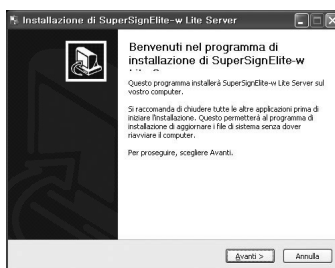 Installazione di SuperSignElite-w Lite Server
Benvenuti nel programma di
installazione di SuperSignElite-w
Questo programma installerà SuperSignElite-w Lite Server sul
vostro computer.
Si raccomanda di chiudere tutte le altre applicazioni prima di
iniziare l'installazione. Questo permetterà al programma di
installazione di aggiornare i file di sistema senza dover
riavviare il computer.
Per proseguire, scegliere Avanti.
Avanti >
Annulla